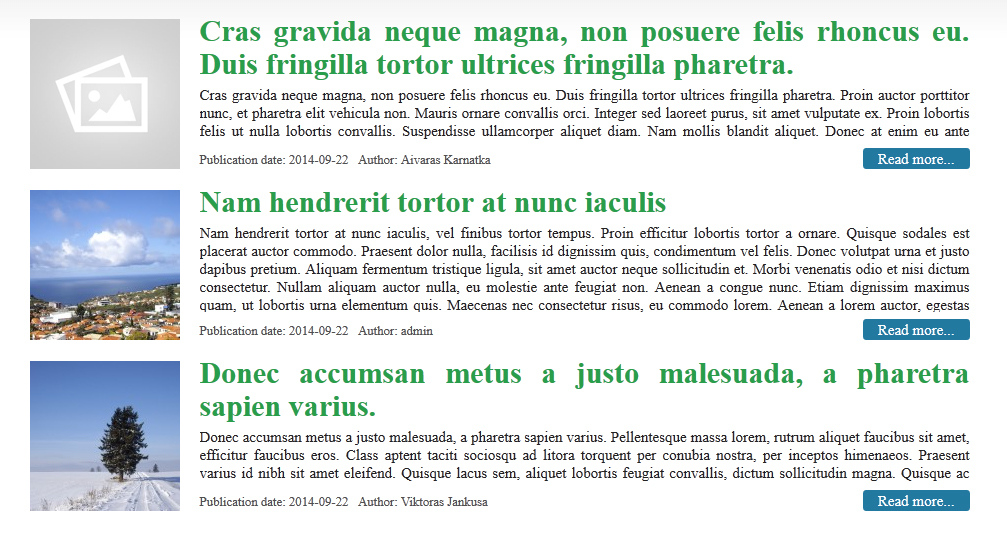 Cras gravida neque magna, non posuere felis rhoncus eu.
Duis fringilla tortor ultrices fringilla pharetra.
Cras gravida neque magna, non posuere felis rhoncus eu. Duis fringilla tortor ultrices fringilla pharetra. Proin auctor porttitor
nunc, et pharetra elit vehicula non. Mauris ornare convallis orci. Integer sed laoreet purus, sit amet vulputate ex. Proin lobortis
felis ut nulla lobortis convallis. Suspendisse ullamcorper aliquet diam. Nam mollis blandit aliquet. Donec at enim eu ante
Publication date: 2014-09-22 Author: Aivaras Karnatka
Read more...
Nam hendrerit tortor at nunc iaculis
Nam hendrerit tortor at nunc iaculis, vel finibus tortor tempus. Proin efficitur lobortis tortor a ornare. Quisque sodales est
placerat auctor commodo. Praesent dolor nulla, facilisis id dignissim quis, condimentum vel felis. Donec volutpat urna et justo
dapibus pretium. Aliquam fermentum tristique ligula, sit amet auctor neque sollicitudin et. Morbi venenatis odio et nisi dictum
consectetur. Nullam aliquam auctor nulla, eu molestie ante feugiat non. Aenean a congue nunc. Etiam dignissim maximus
quam, ut lobortis urna elementum quis. Maecenas nec consectetur risus, eu commodo lorem. Aenean a lorem auctor, egestas
Publication date: 2014-09-22 Author: admin
Read more...
Donec accumsan metus a justo malesuada, a pharetra
sapien varius.
Donec accumsan metus a justo malesuada, a pharetra sapien varius. Pellentesque massa lorem, rutrum aliquet faucibus sit amet,
efficitur faucibus eros. Class aptent taciti sociosqu ad litora torquent per conubia nostra, per inceptos himenaeos. Praesent
varius id nibh sit amet eleifend. Quisque lacus sem, aliquet lobortis feugiat convallis, dictum sollicitudin magna. Quisque ac
Publication date: 2014-09-22 Author: Viktoras Jankusa
Read more...